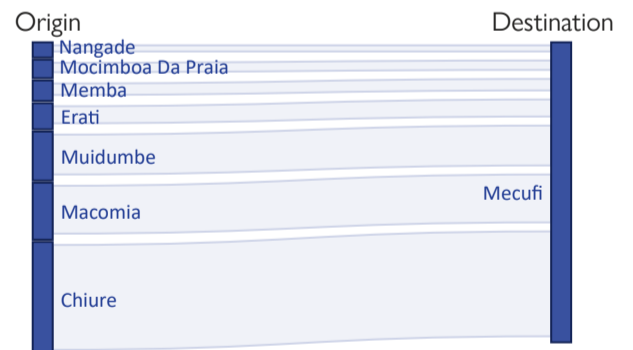 Origin
Destination
Nangade
Mocimboa Da Praia
Memba
Erati
Muidumbe
Mecufi
Macomia
Chiure